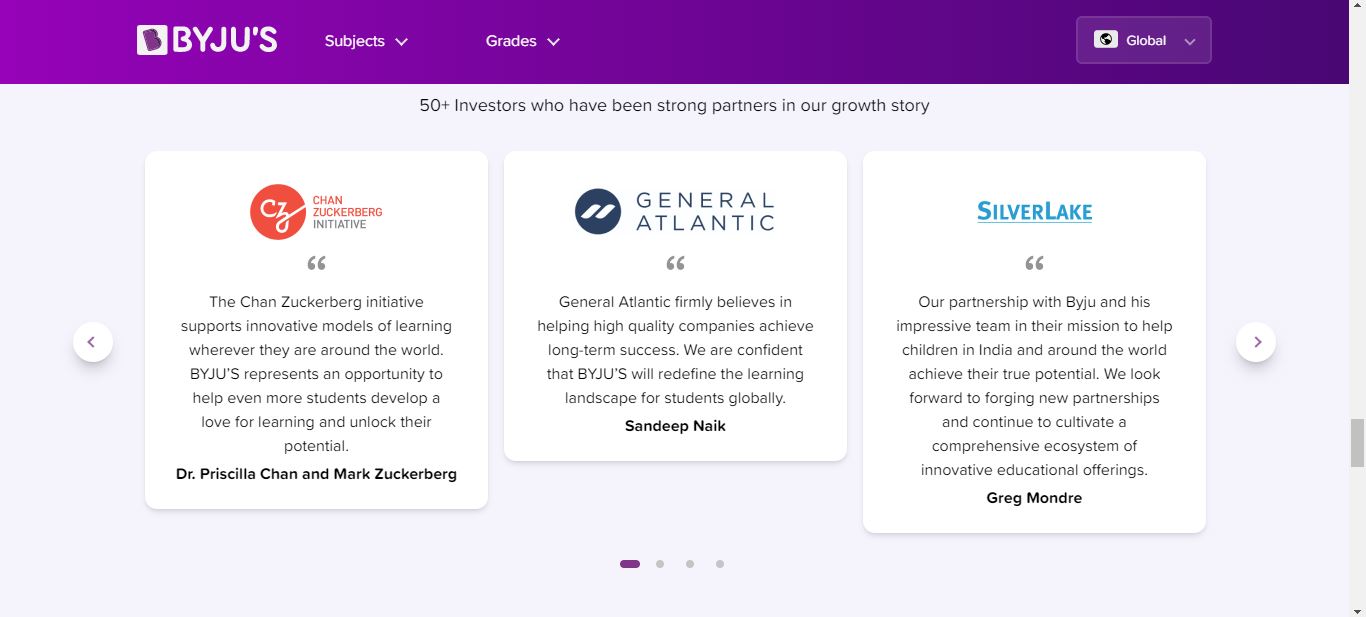 BYJU'S
Subjects
Grades
Global
50+ Investors who have been strong partners in our growth story
CHAN
ZUCKERBERG
INITIATIVE
“
The Chan Zuckerberg initiative
supports innovative models of learning
wherever they are around the world.
BYJU’S represents an opportunity to
help even more students develop a
love for learning and unlock their
potential.
Dr. Priscilla Chan and Mark Zuckerberg
GENERAL
ATLANTIC
“
General Atlantic firmly believes in
helping high quality companies achieve
long-term success. We are confident
that BYJU’S will redefine the learning
landscape for students globally.
Sandeep Naik
SILVERLAKE
“
Our partnership with Byju and his
impressive team in their mission to help
children in India and around the world
achieve their true potential. We look
forward to forging new partnerships
and continue to cultivate a
comprehensive ecosystem of
innovative educational offerings.
Greg Mondre